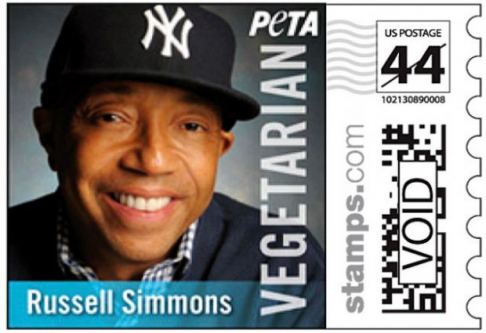 NY
PETA
VEGETARIAN
Russell Simmons
US POSTAGE
44
102130890008
stamps.com
VOID